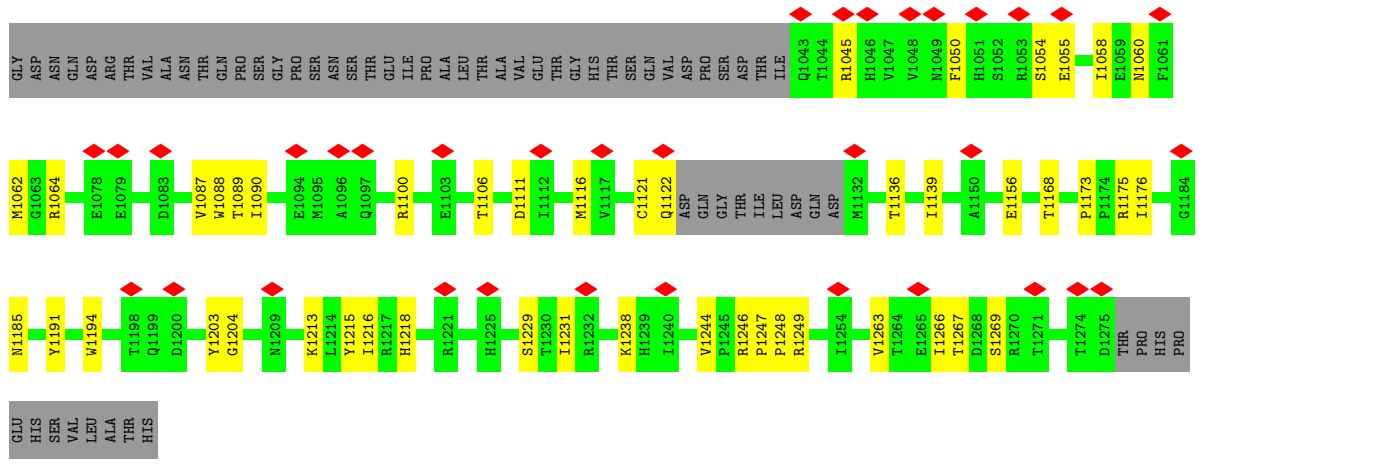 GLY ASP ASN GLN ASP ARG THR VAL ALA ASN THR GLN PRO SER GLY PRO SER ASN SER THR GLU ILE PRO ALA LEU THR ALA VAL GLU THR GLY HIS THR SER GLN VAL ASP PRO SER ASP THR ILE Q1043 T1044 R1045 H1046 V1047 V1048 N1049 F1050 H1051 S1052 R1053 S1054 E1055 I1058 E1059 N1060 F1061
M1062 G1063 R1064 E1078 E1079 D1083 V1087 W1088 T1089 I1090 E1094 M1095 A1096 Q1097 R1100 E1103 T1106 D1111 I1112 M1116 V1117 C1121 Q1122 ASP GLN GLY THR ILE LEU ASP GLN ASP M1132 T1136 I1139 A1150 E1156 T1168 P1173 P1174 R1175 I1176 G1184
N1185 Y1191 W1194 T1198 Q1199 D1200 Y1203 G1204 N1209 K1213 L1214 Y1215 I1216 R1217 H1218 R1221 H1225 S1229 T1230 I1231 R1232 K1238 H1239 I1240 V1244 P1245 R1246 P1247 P1248 R1249 I1254 V1263 T1264 E1265 I1266 T1267 D1268 S1269 R1270 T1271 T1274 D1275 THR PRO HIS PRO
GLU HIS SER VAL LEU ALA THR HIS